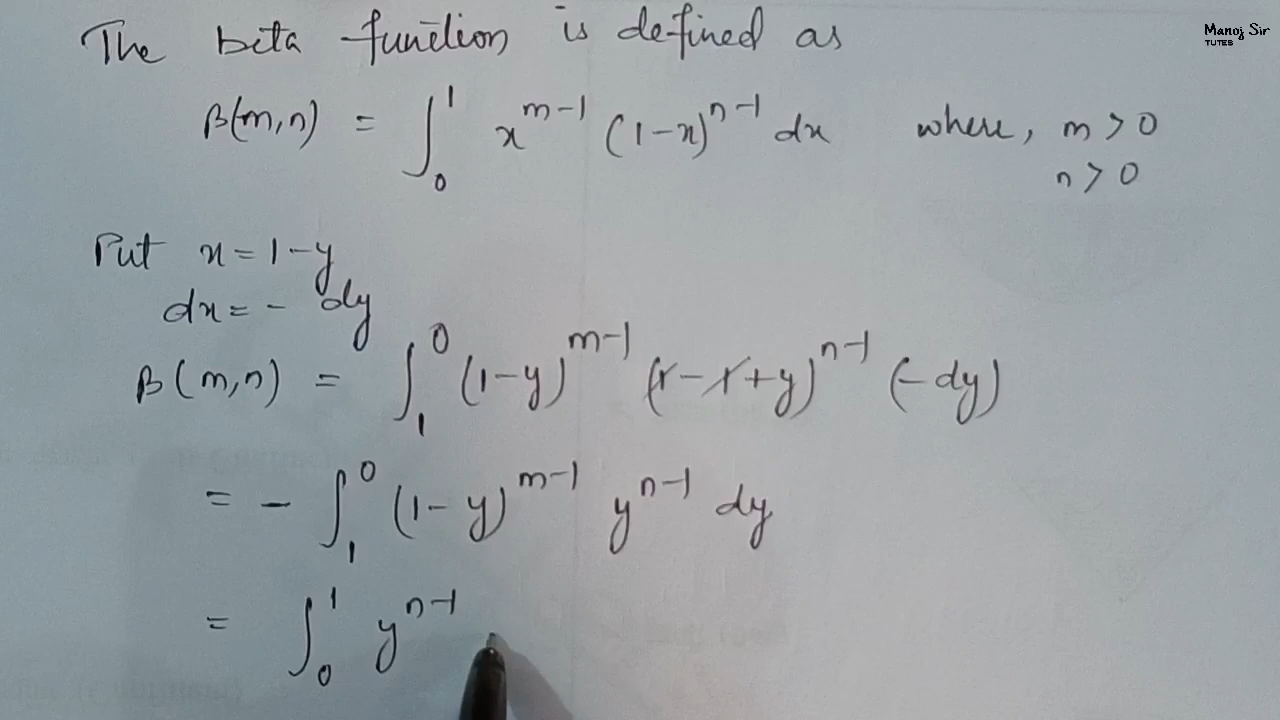 The beta function is defined as
β(m,n) = ∫₀¹ x^{m-1} (1-x)^{n-1} dx where, m > 0
n > 0
Put x = 1-y
dx = - dy
β(m,n) = ∫₁⁰ (1-y)^{m-1} (1-1+y)^{n-1} (-dy)
= - ∫₁⁰ (1-y)^{m-1} y^{n-1} dy
= ∫₀¹ y^{n-1}
Manoj Sir
TUTES